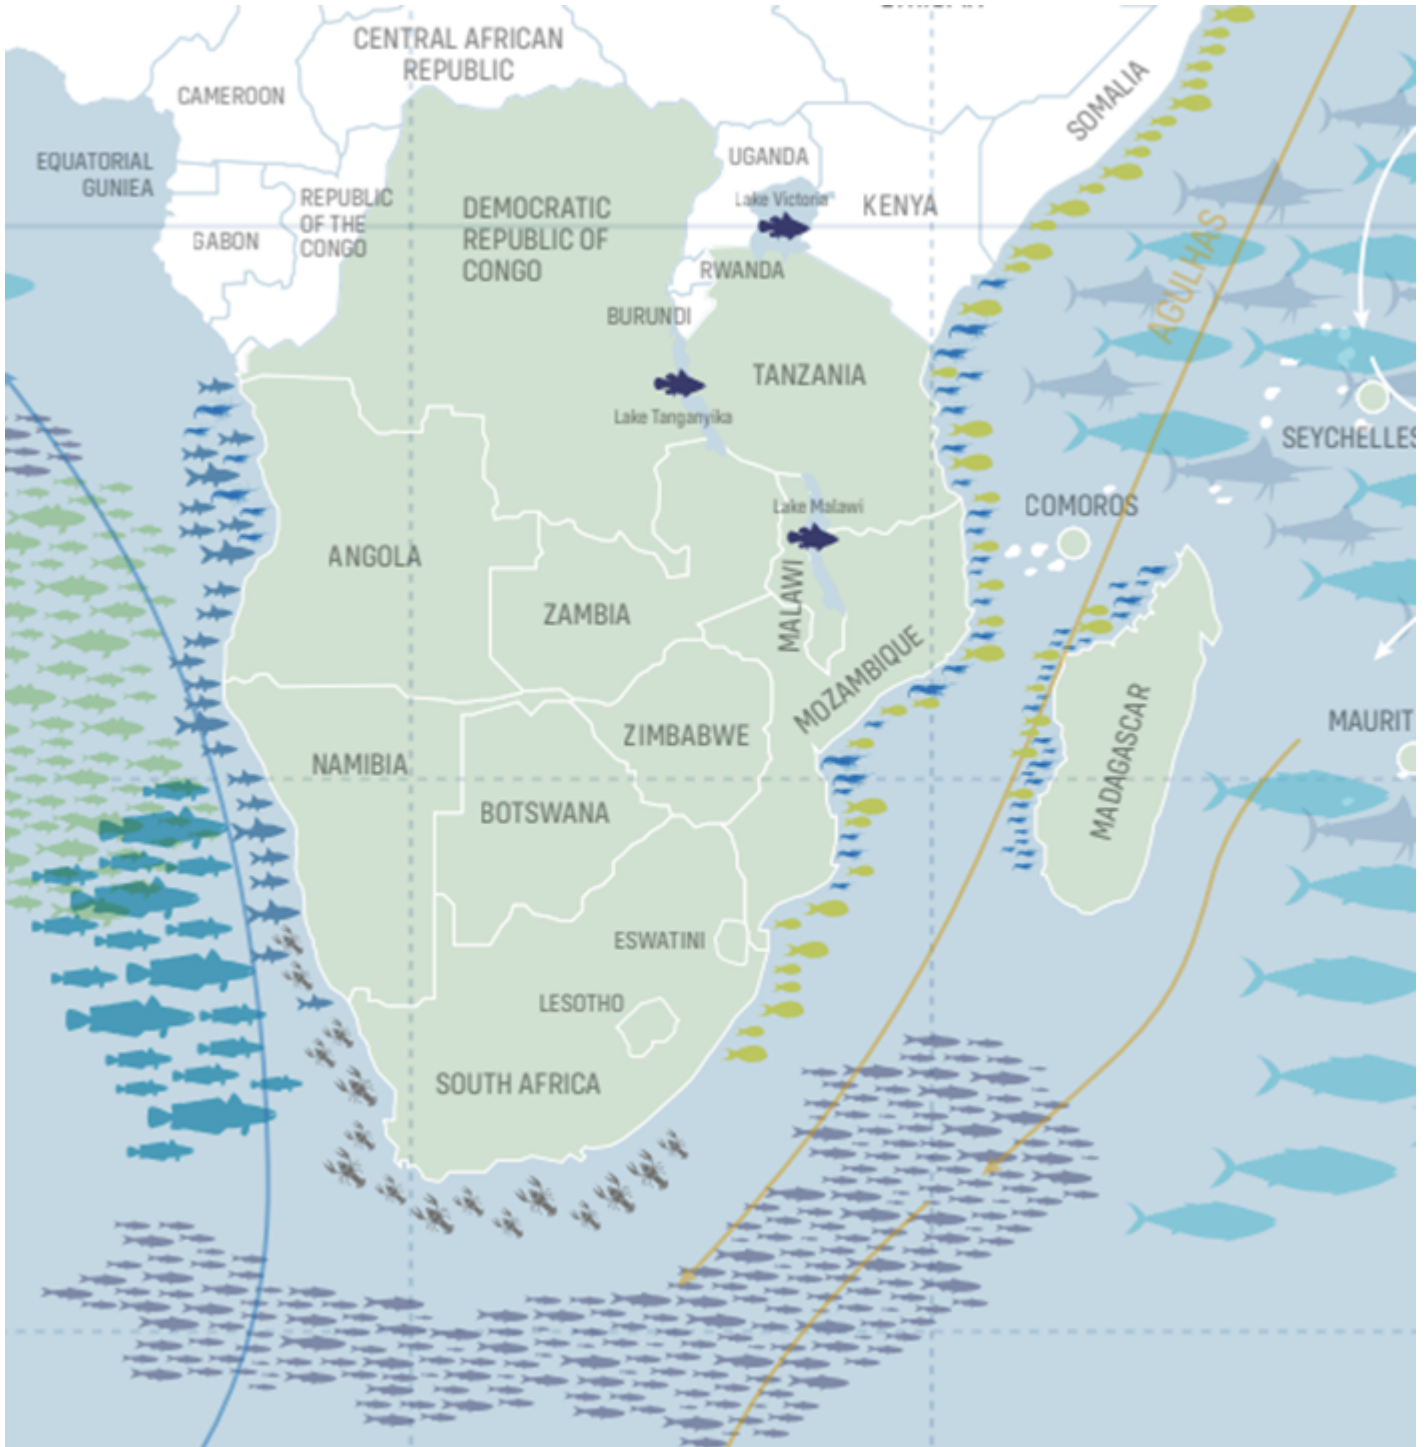 CENTRAL AFRICAN
REPUBLIC
CAMEROON
SOMALIA
EQUATORIAL
GUNIEA
UGANDA
REPUBLIC
OF THE
CONGO
Lake Victoria
KENYA
DEMOCRATIC
REPUBLIC OF
CONGO
GABON
RWANDA
AGULHAS
BURUNDI
TANZANIA
Lake Tanganyika
SEYCHELLES
Lake Malawi
COMOROS
ANGOLA
ZAMBIA
MALAWI
MOZAMBIQUE
MADAGASCAR
MAURIT
ZIMBABWE
NAMIBIA
BOTSWANA
ESWATINI
LESOTHO
SOUTH AFRICA